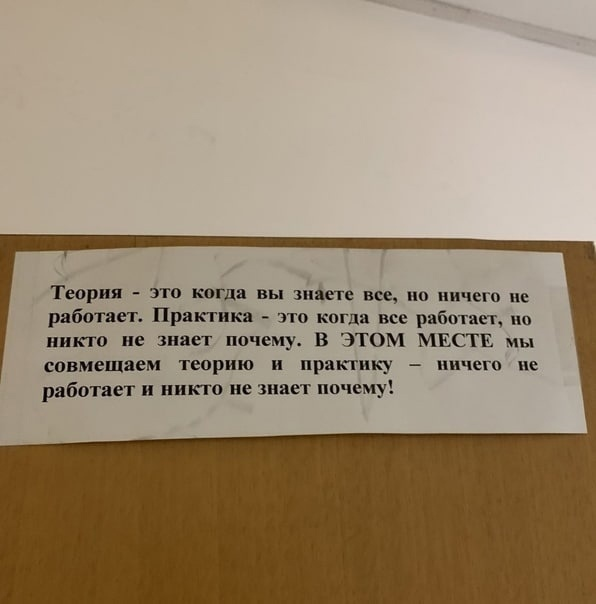 Теория - это когда вы знаете все, но ничего не
работает. Практика - это когда все работает, но
никто не знает почему. В ЭТОМ МЕСТЕ мы
совмещаем теорию и практику – ничего не
работает и никто не знает почему!